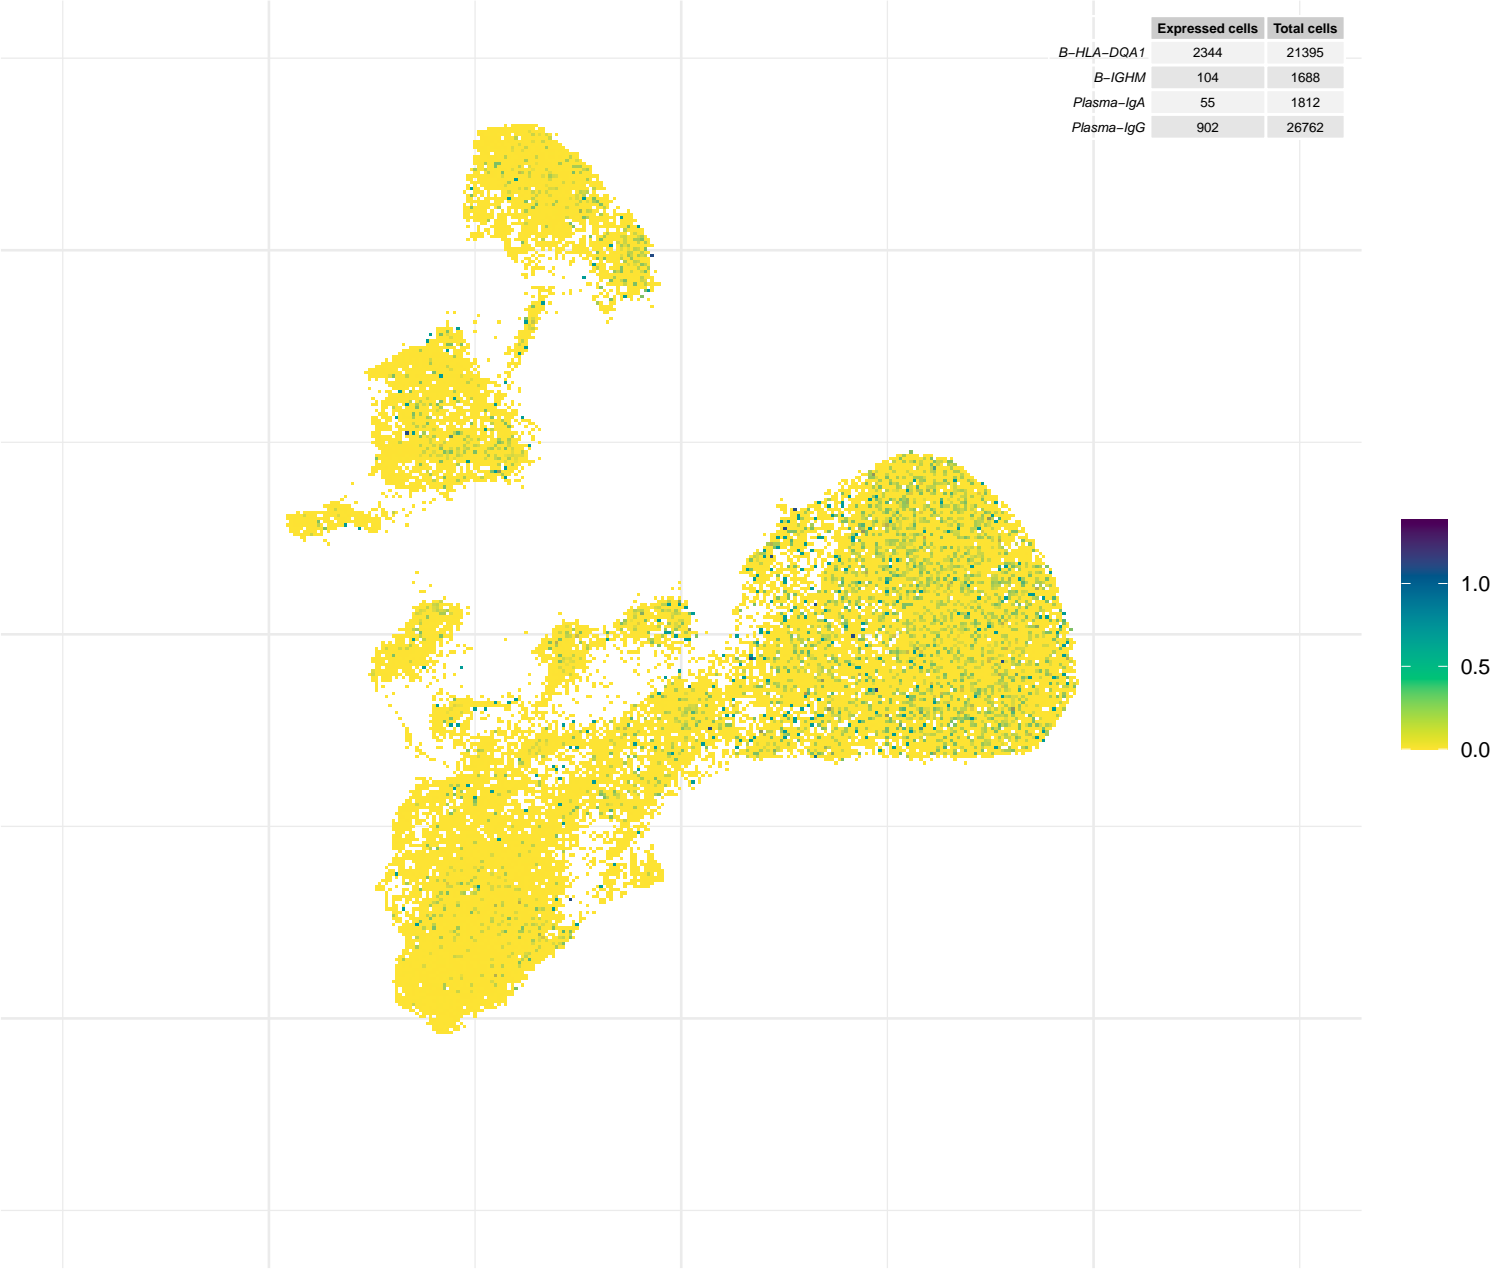 Expressed cells Total cells
B−HLA−DQA1 2344 21395
B−IGHM 104 1688
Plasma−IgA 55 1812
Plasma−IgG 902 26762
1.0
0.5
0.0